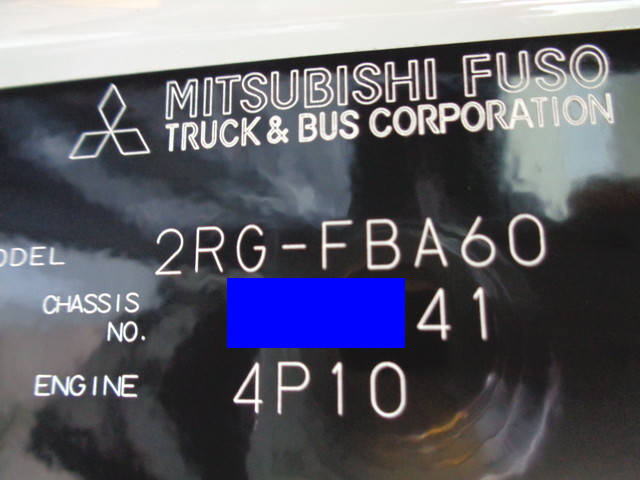 MITSUBISHI FUSO
TRUCK & BUS CORPORATION
ODEL 2RG-FBA60
CHASSIS
NO. 41
ENGINE 4P10